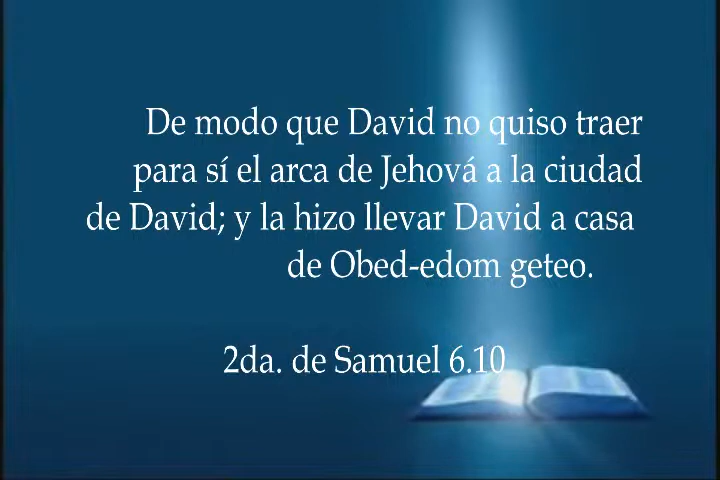 De modo que David no quiso traer
para sí el arca de Jehová a la ciudad
de David; y la hizo llevar David a casa
de Obed-edom geteo.
2da. de Samuel 6.10